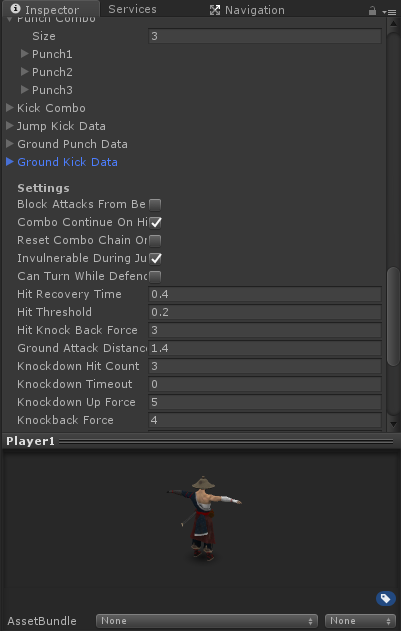 Inspector Services Navigation
Punch Combo
Size 3
Punch1
Punch2
Punch3
Kick Combo
Jump Kick Data
Ground Punch Data
Ground Kick Data
Settings
Block Attacks From Be
Combo Continue On Hi
Reset Combo Chain On
Invulnerable During Ju
Can Turn While Defend
Hit Recovery Time 0.4
Hit Threshold 0.2
Hit Knock Back Force 3
Ground Attack Distance 1.4
Knockdown Hit Count 3
Knockdown Timeout 0
Knockdown Up Force 5
Knockback Force 4
Player1
AssetBundle None None